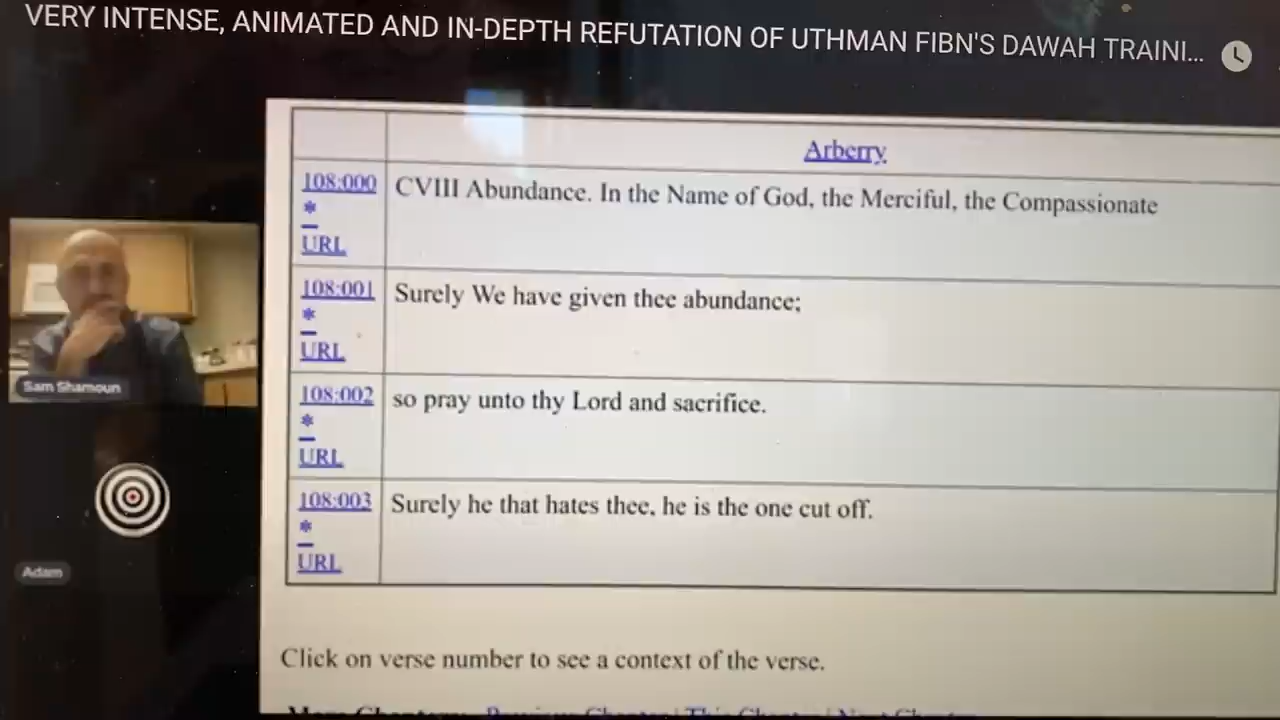 VERY INTENSE, ANIMATED AND IN-DEPTH REFUTATION OF UTHMAN FIBN'S DAWAH TRAINI...
Arberry
108:000
*
URL
CVIII Abundance. In the Name of God, the Merciful, the Compassionate
108:001
*
URL
Surely We have given thee abundance;
108:002
*
URL
so pray unto thy Lord and sacrifice.
108:003
*
URL
Surely he that hates thee, he is the one cut off.
Sam Shamoun
Adam
Click on verse number to see a context of the verse.